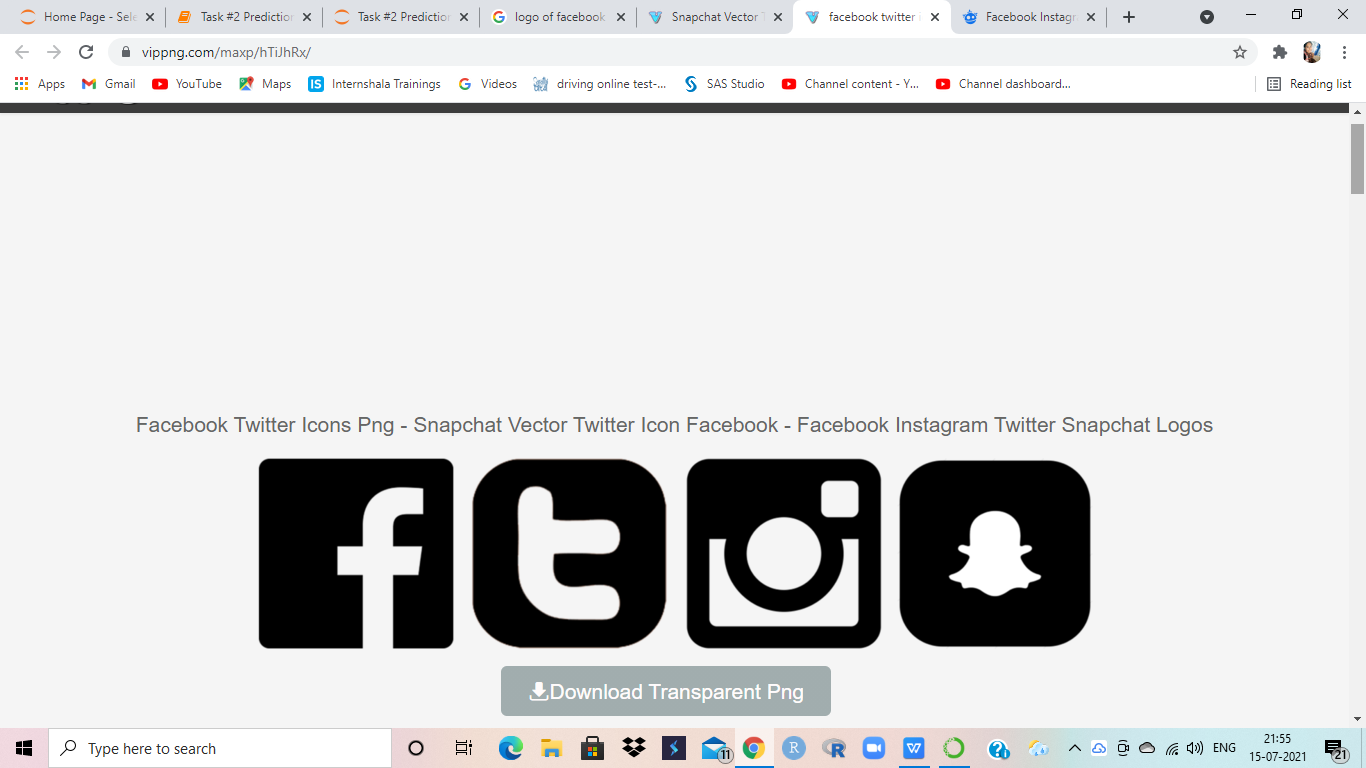 Home Page - Sele
Task #2 Prediction
Task #2 Prediction
logo of facebook
Snapchat Vector T
facebook twitter i
Facebook Instagr
vippng.com/maxp/hTiJhRx/
Apps
Gmail
YouTube
Maps
IS
Internshala Trainings
Videos
driving online test-...
SAS Studio
Channel content - Y...
Channel dashboard...
Reading list
Facebook Twitter Icons Png - Snapchat Vector Twitter Icon Facebook - Facebook Instagram Twitter Snapchat Logos
Download Transparent Png
Type here to search
11
ENG
21:55
15-07-2021
21